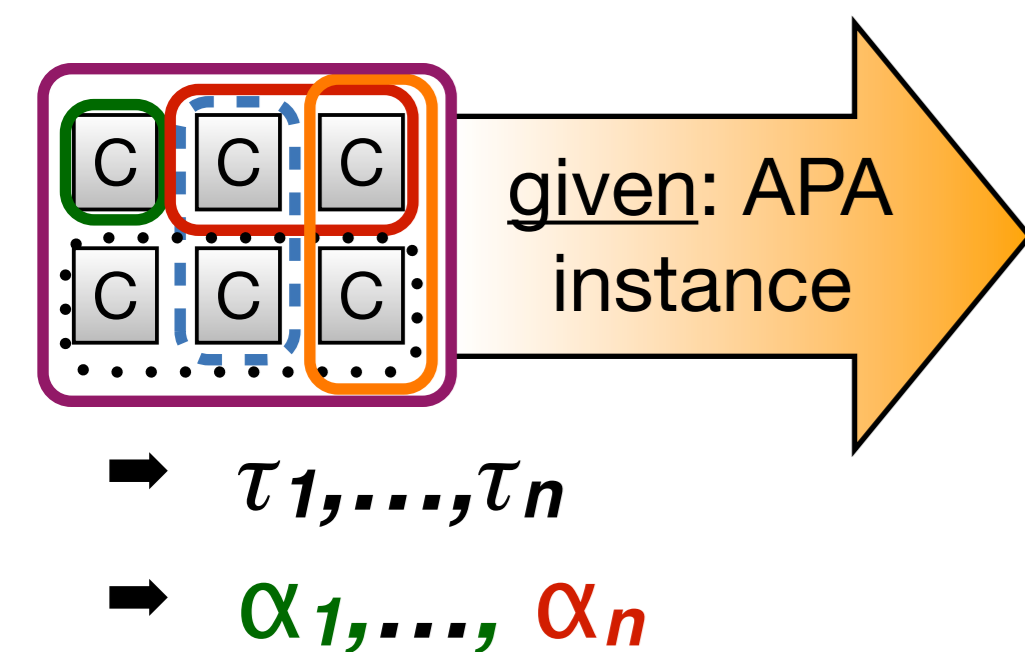 C C C
C C C
given: APA
instance
τ1,...,τn
α1,..., αn